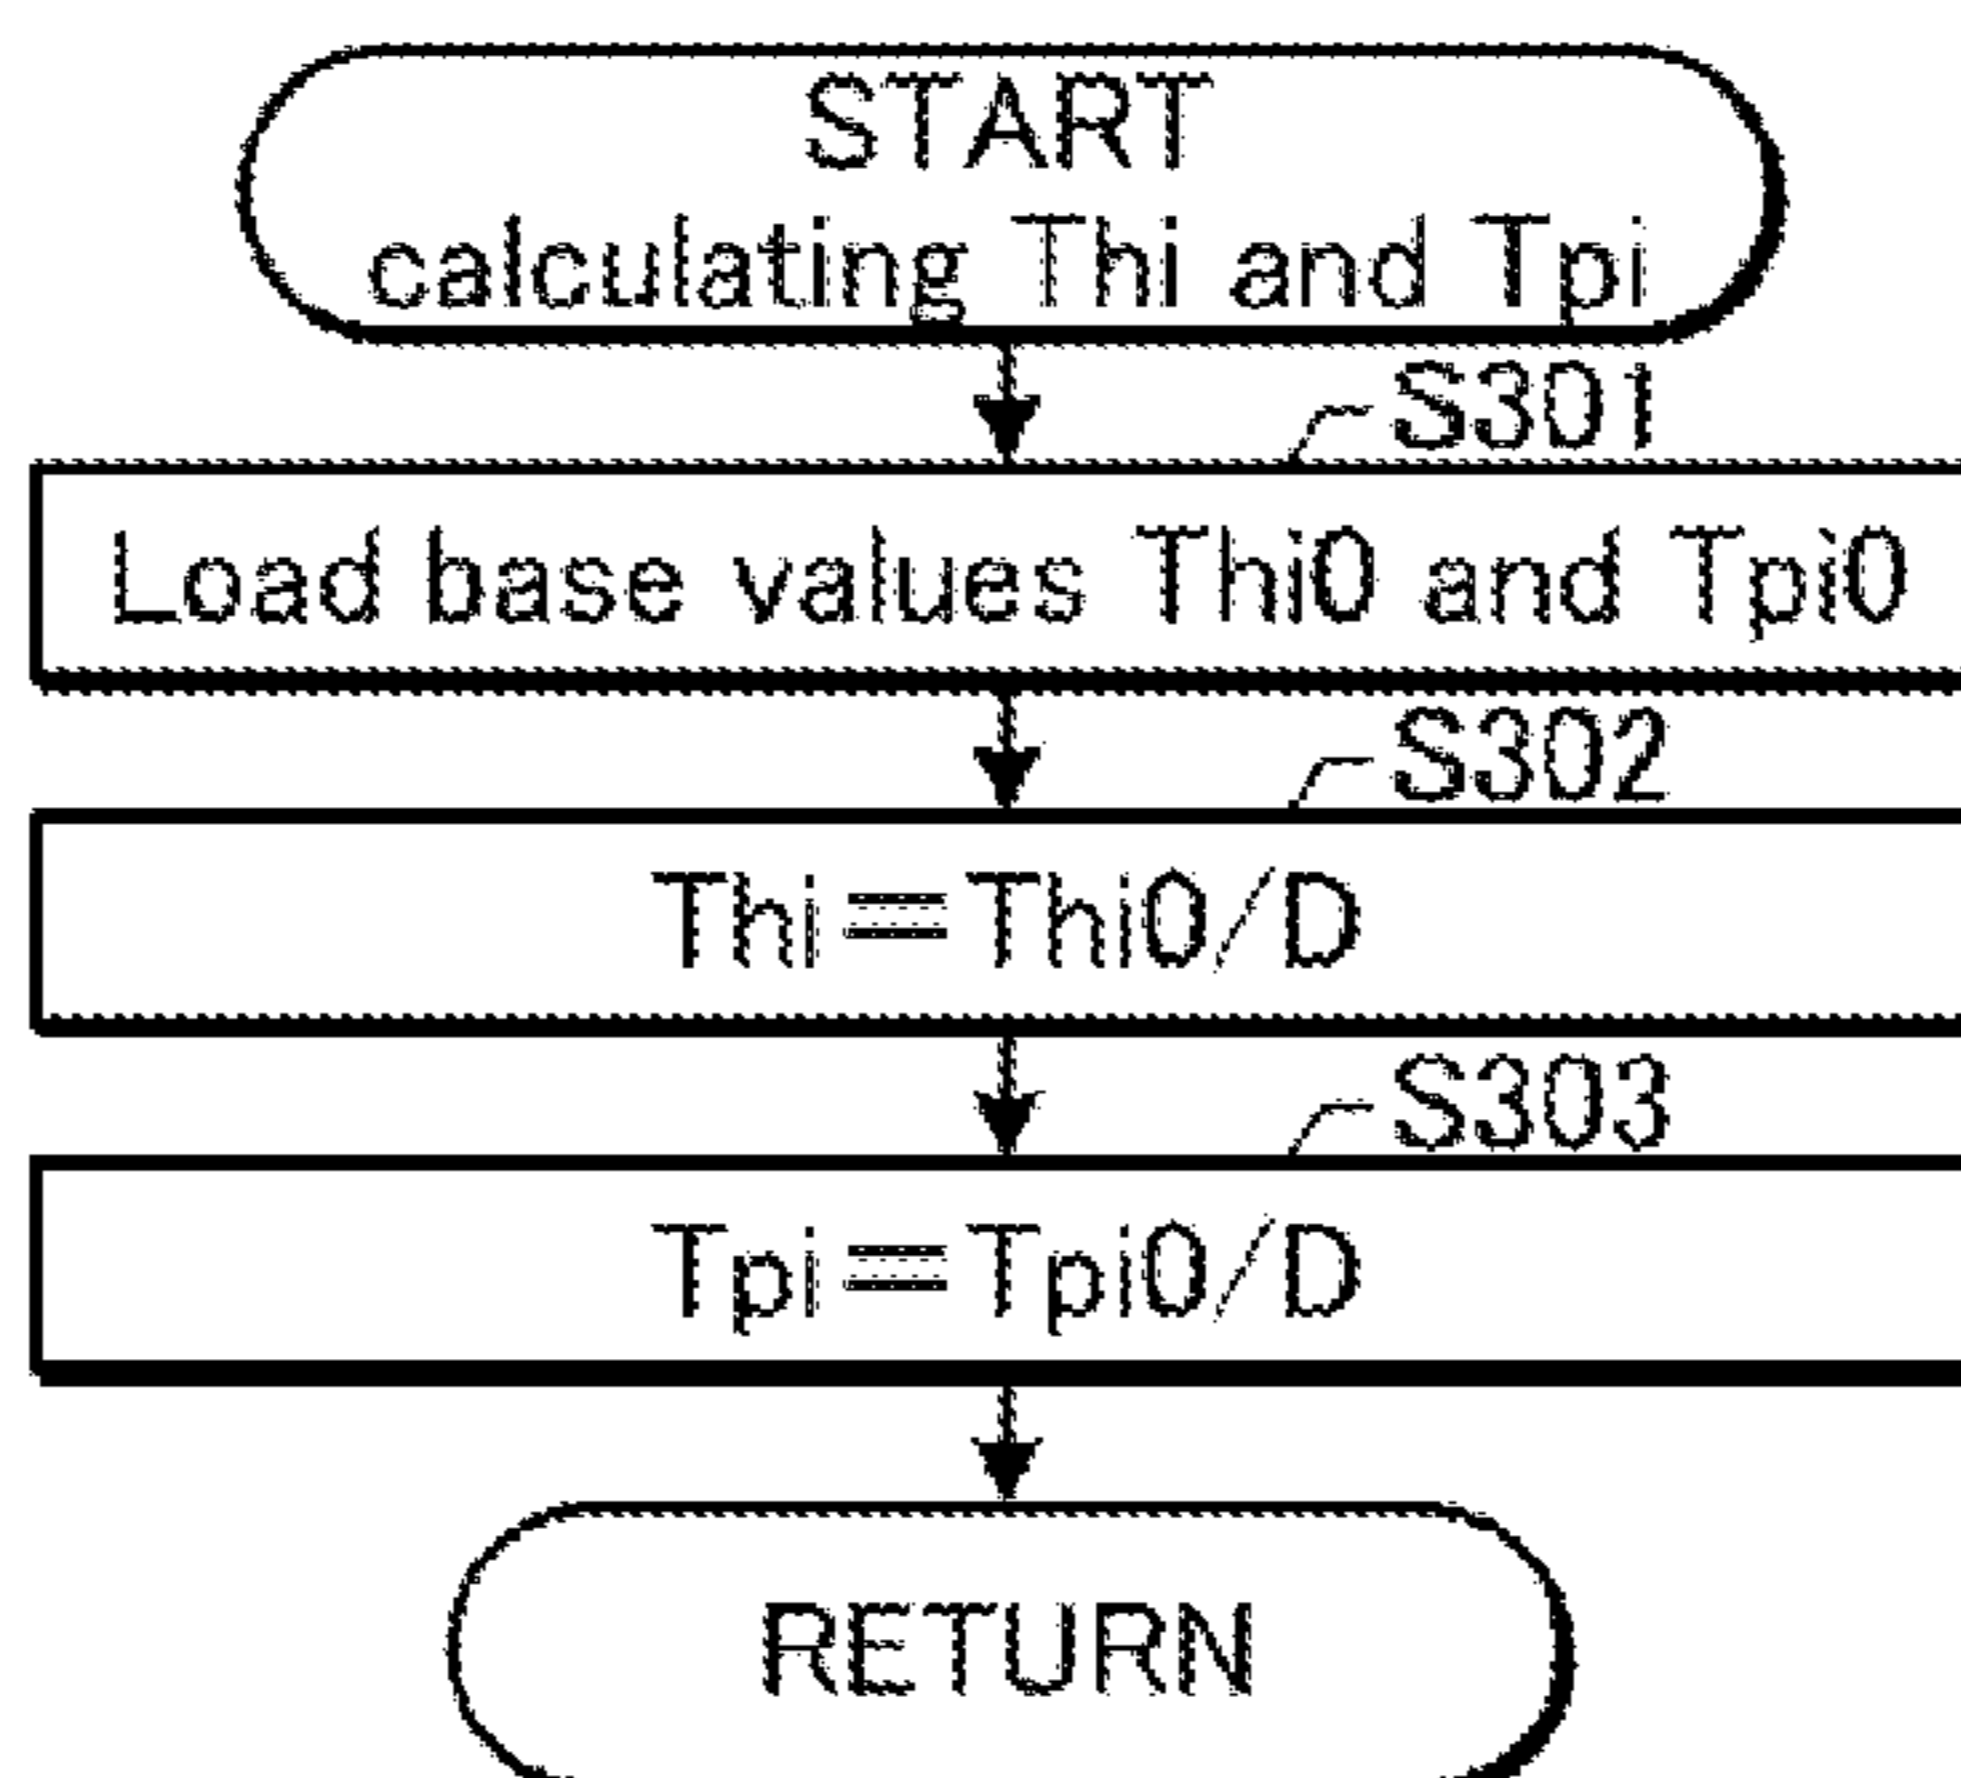 START
calculating Thi and Tpi
S301
Load base values Thi0 and Tpi0
S302
Thi=Thi0/D
S303
Tpi=Tpi0/D
RETURN